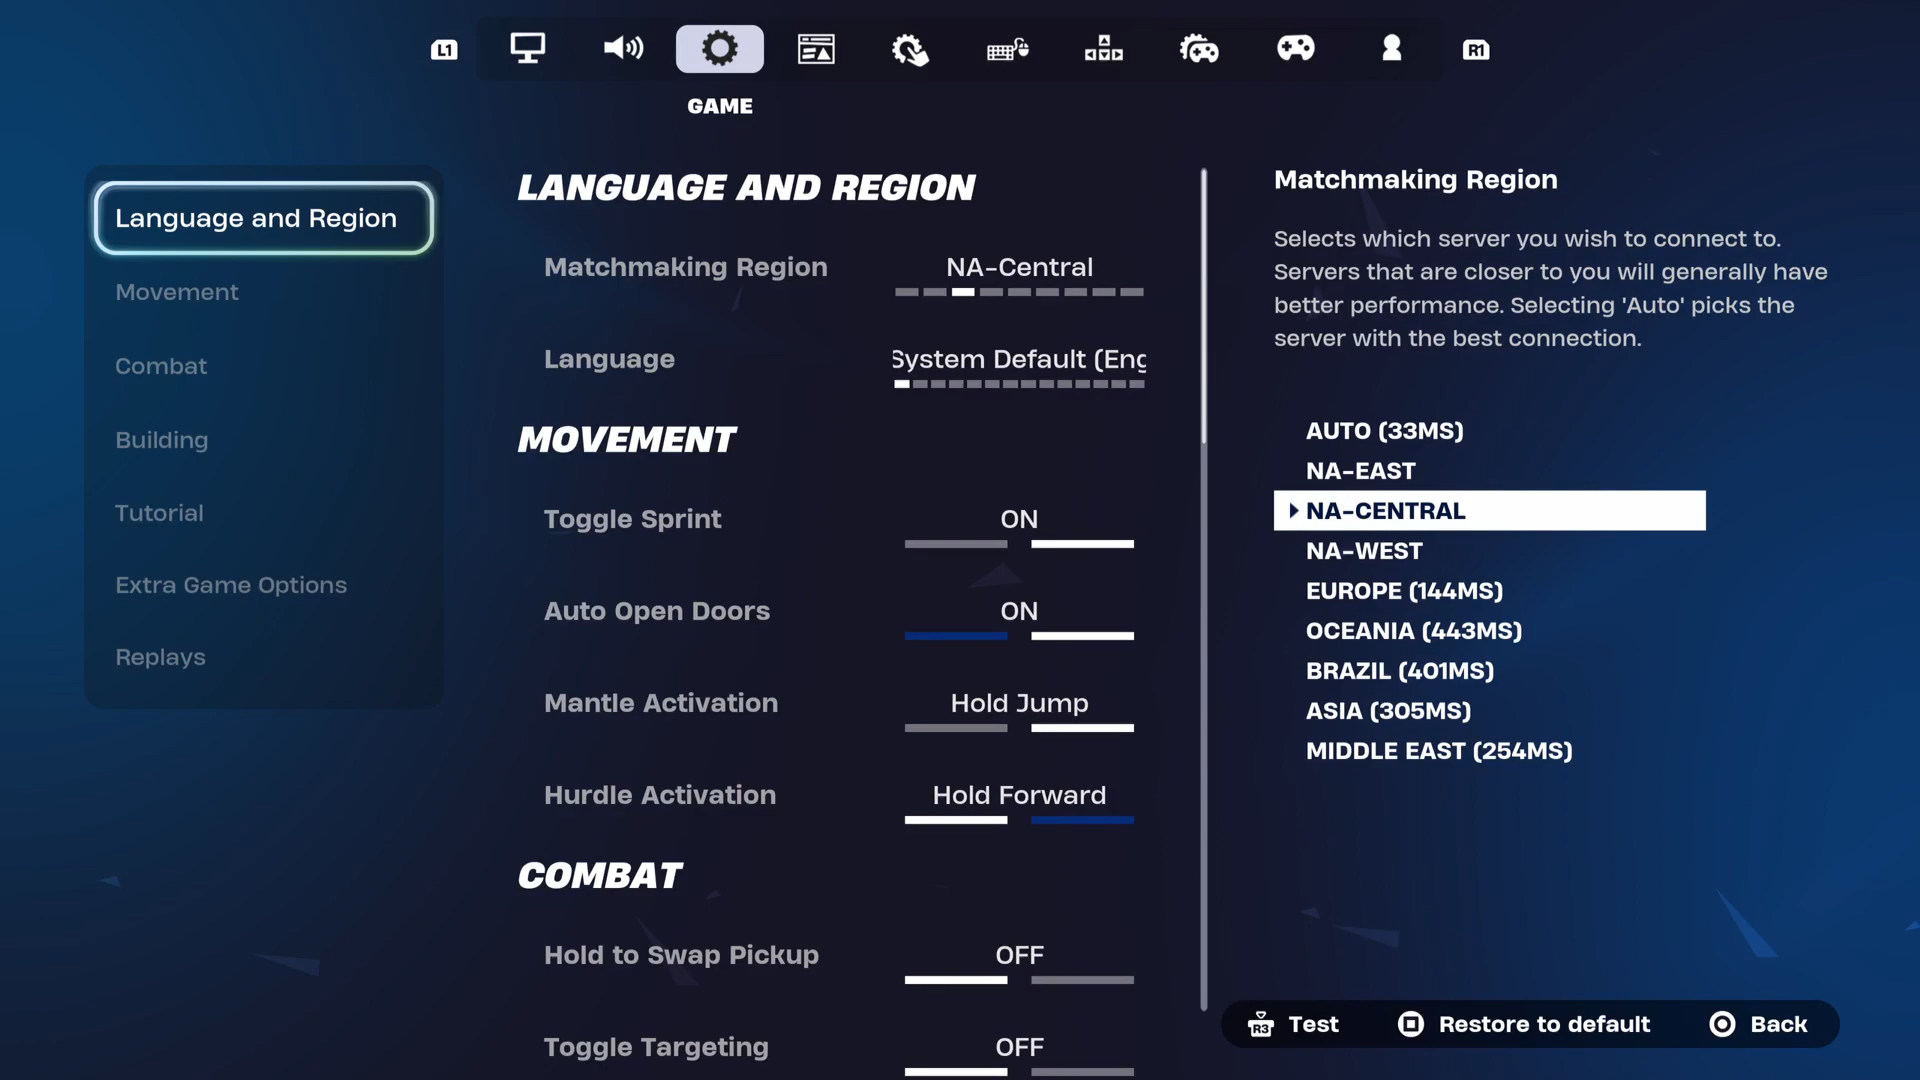 L1
R1
GAME
Language and Region
Movement
Combat
Building
Tutorial
Extra Game Options
Replays
LANGUAGE AND REGION
Matchmaking Region
NA-Central
Language
System Default (Eng
MOVEMENT
Toggle Sprint
ON
Auto Open Doors
ON
Mantle Activation
Hold Jump
Hurdle Activation
Hold Forward
COMBAT
Hold to Swap Pickup
OFF
Toggle Targeting
OFF
Matchmaking Region
Selects which server you wish to connect to.
Servers that are closer to you will generally have
better performance. Selecting 'Auto' picks the
server with the best connection.
AUTO (33MS)
NA-EAST
NA-CENTRAL
NA-WEST
EUROPE (144MS)
OCEANIA (443MS)
BRAZIL (401MS)
ASIA (305MS)
MIDDLE EAST (254MS)
R3 Test
Restore to default
Back